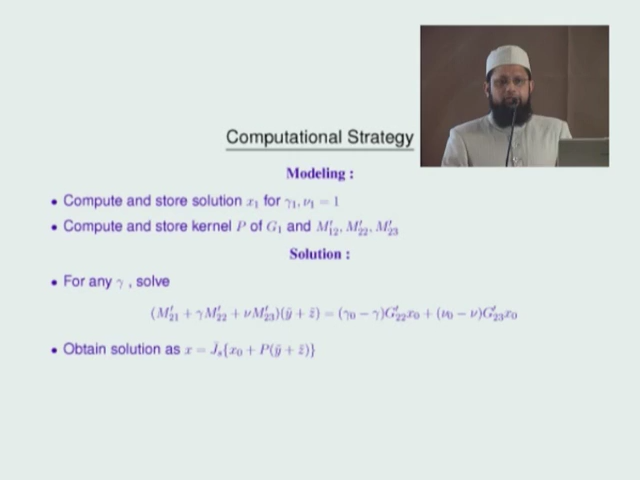 Computational Strategy
Modeling :
• Compute and store solution x₁ for γ₁, ν₁ = 1
• Compute and store kernel P of G₁ and M′₁₂, M′₂₂, M′₂₃
Solution :
• For any γ , solve
(M′₂₁ + γM′₂₂ + νM′₂₃)(ŷ + z̄) = (γ₀ − γ)G′₂₂x₀ + (ν₀ − ν)G′₂₃x₀
• Obtain solution as x = Jₛ{x₀ + P(ŷ + z̄)}